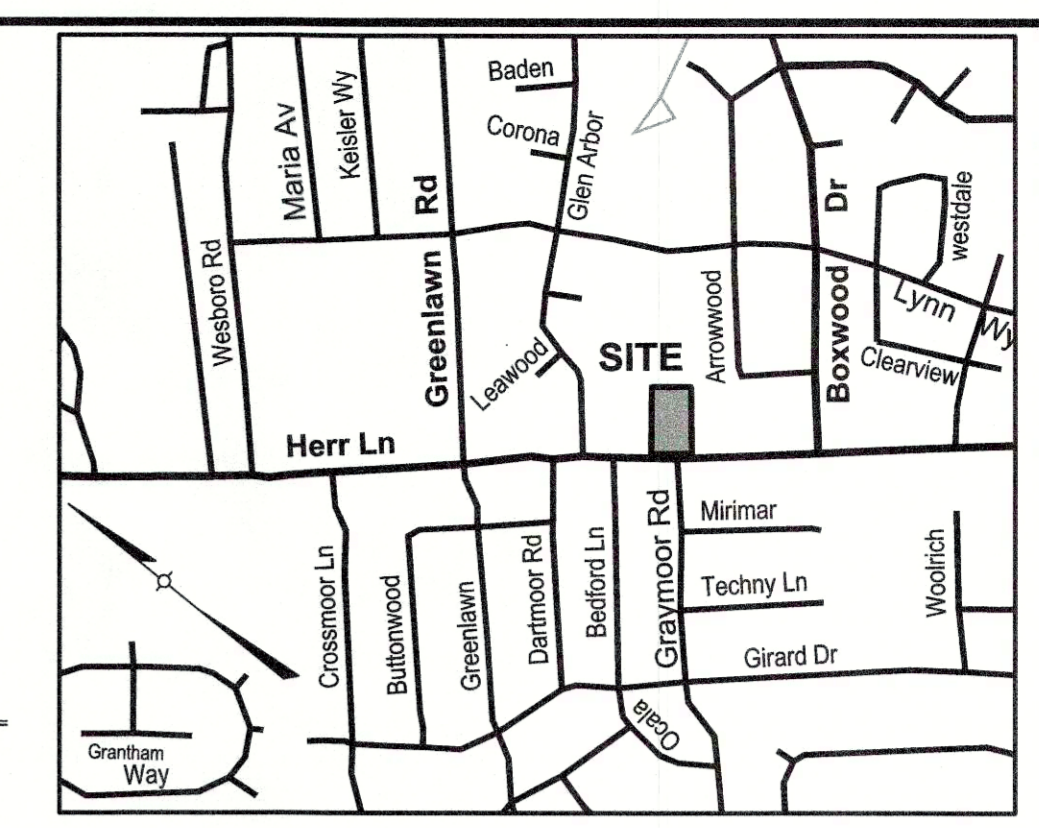 Baden
Corona
Glen Arbor
Maria Av
Keisler Wy
Rd
Greenlawn
Wesboro Rd
Leawood
SITE
Arrowwood
Dr
Boxwood
westdale
Lynn Wy
Clearview
Herr Ln
Crossmoor Ln
Buttonwood
Greenlawn
Dartmoor Rd
Bedford Ln
Graymoor Rd
Mirimar
Techny Ln
Girard Dr
Woolrich
Ocala
Grantham
Way